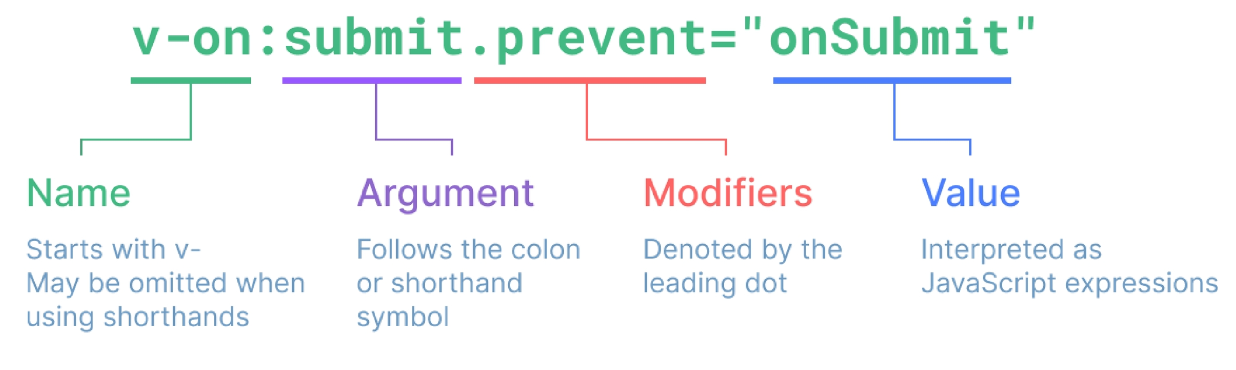 v-on:submit.prevent="onSubmit"
Name
Starts with v-
May be omitted when
using shorthands
Argument
Follows the colon
or shorthand
symbol
Modifiers
Denoted by the
leading dot
Value
Interpreted as
JavaScript expressions